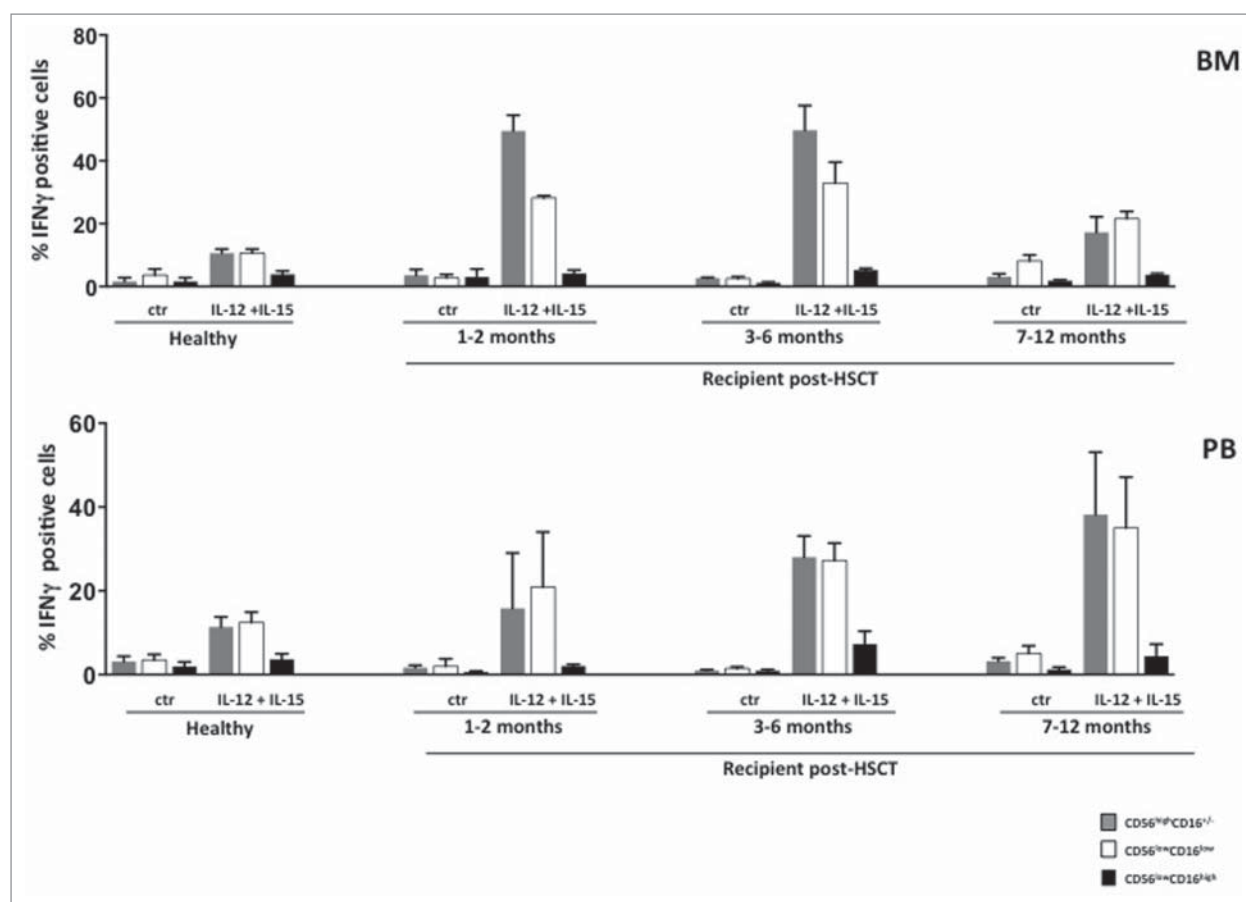 BM
% IFNγ positive cells
80
60
40
20
0
ctr IL-12 +IL-15 ctr IL-12 +IL-15 ctr IL-12 +IL-15 ctr IL-12 +IL-15
Healthy 1-2 months 3-6 months 7-12 months
Recipient post-HSCT
PB
% IFNγ positive cells
60
40
20
0
ctr IL-12 + IL-15 ctr IL-12 + IL-15 ctr IL-12 + IL-15 ctr IL-12 + IL-15
Healthy 1-2 months 3-6 months 7-12 months
Recipient post-HSCT
CD56highCD16+/-
CD56lowCD16low
CD56lowCD16high